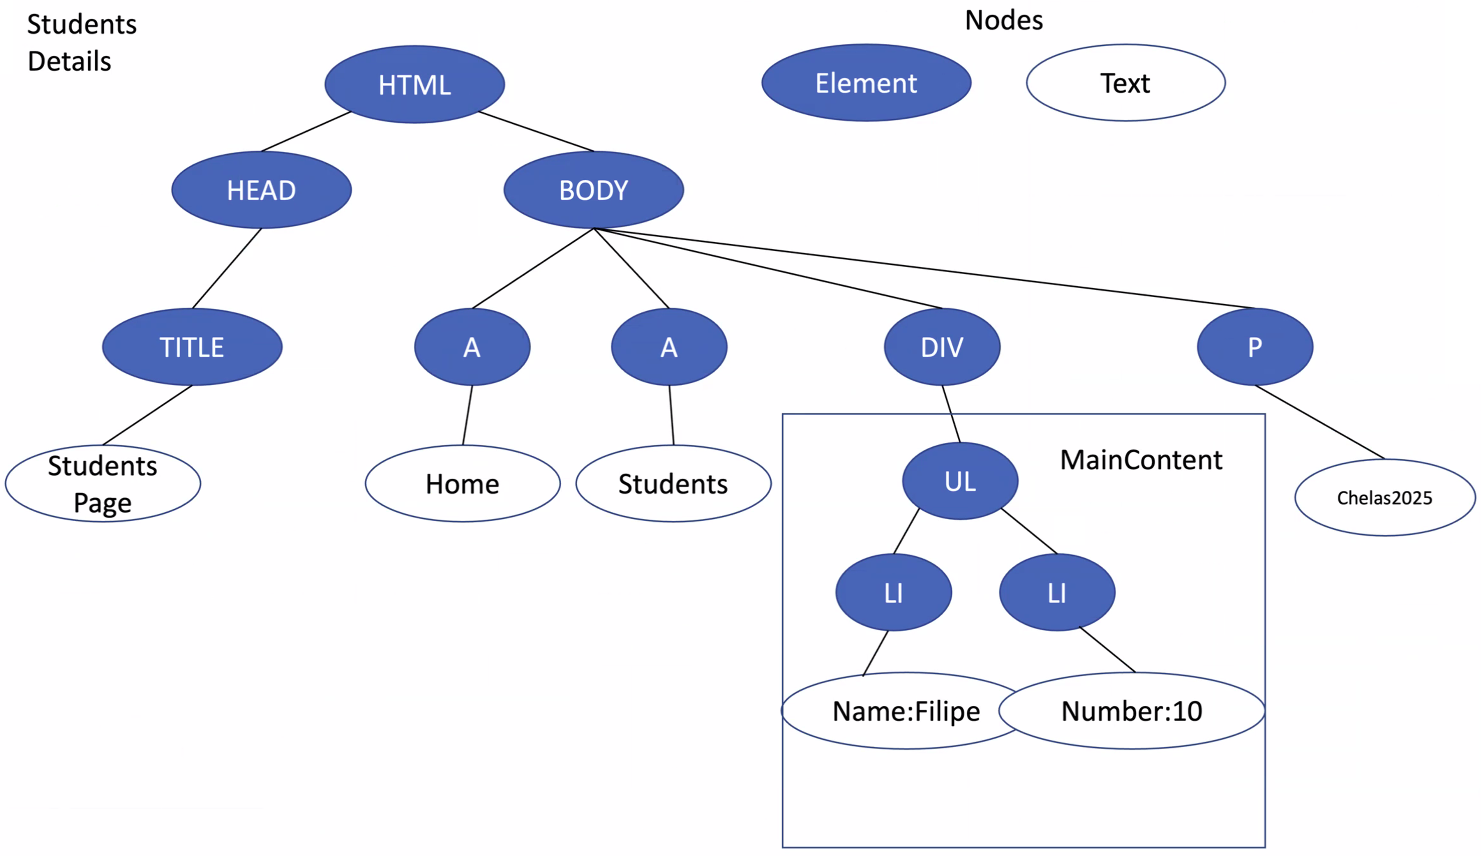 Students
Details
Nodes
HTML
Element
Text
HEAD
BODY
TITLE
A
A
DIV
P
Students
Page
Home
Students
UL
MainContent
Chelas2025
LI
LI
Name:Filipe
Number:10